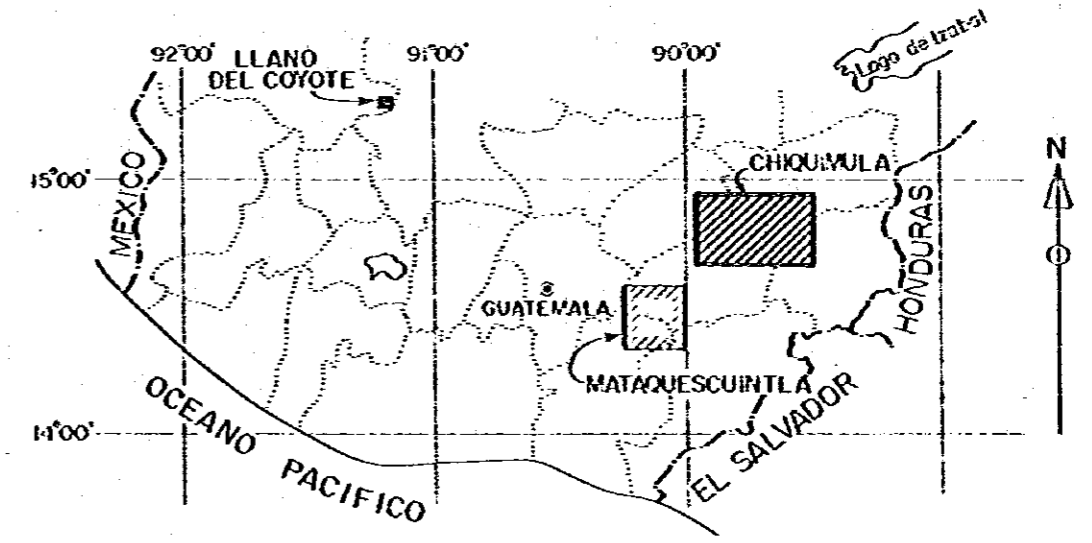 92°00'
91°00'
90°00'
Lago de Izabal
LLANO
DEL COYOTE
N
CHIQUIMULA
15°00'
MEXICO
HONDURAS
GUATEMALA
MATAQUESCUINTLA
14°00'
OCEANO PACIFICO
EL SALVADOR